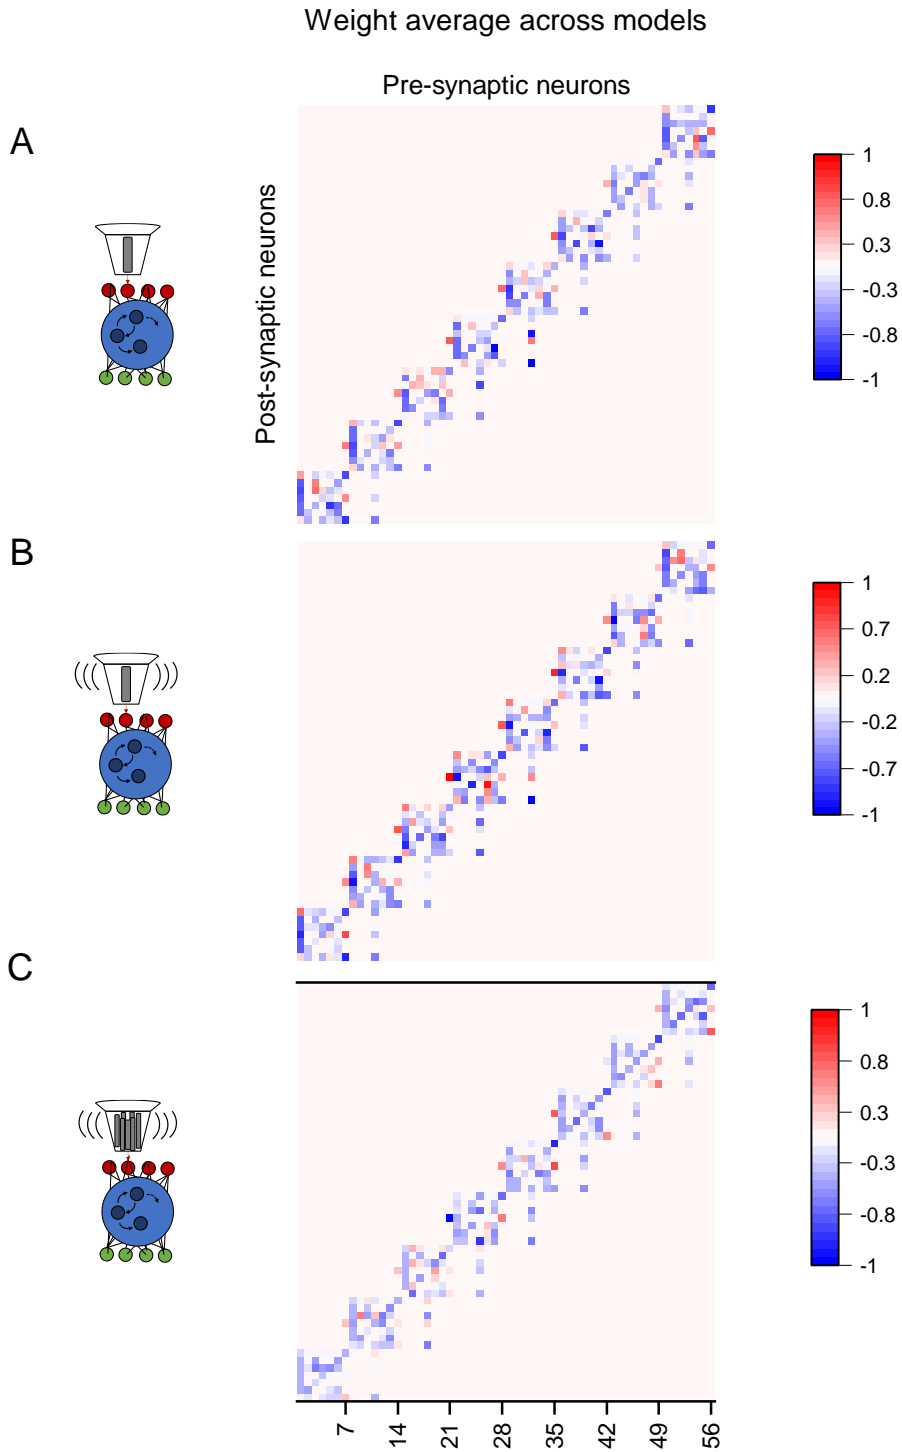 Weight average across models
Pre-synaptic neurons
A
Post-synaptic neurons
1
0.8
0.3
-0.3
-0.8
-1
B
1
0.7
0.2
-0.2
-0.7
-1
C
1
0.8
0.3
-0.3
-0.8
-1
7 14 21 28 35 42 49 56